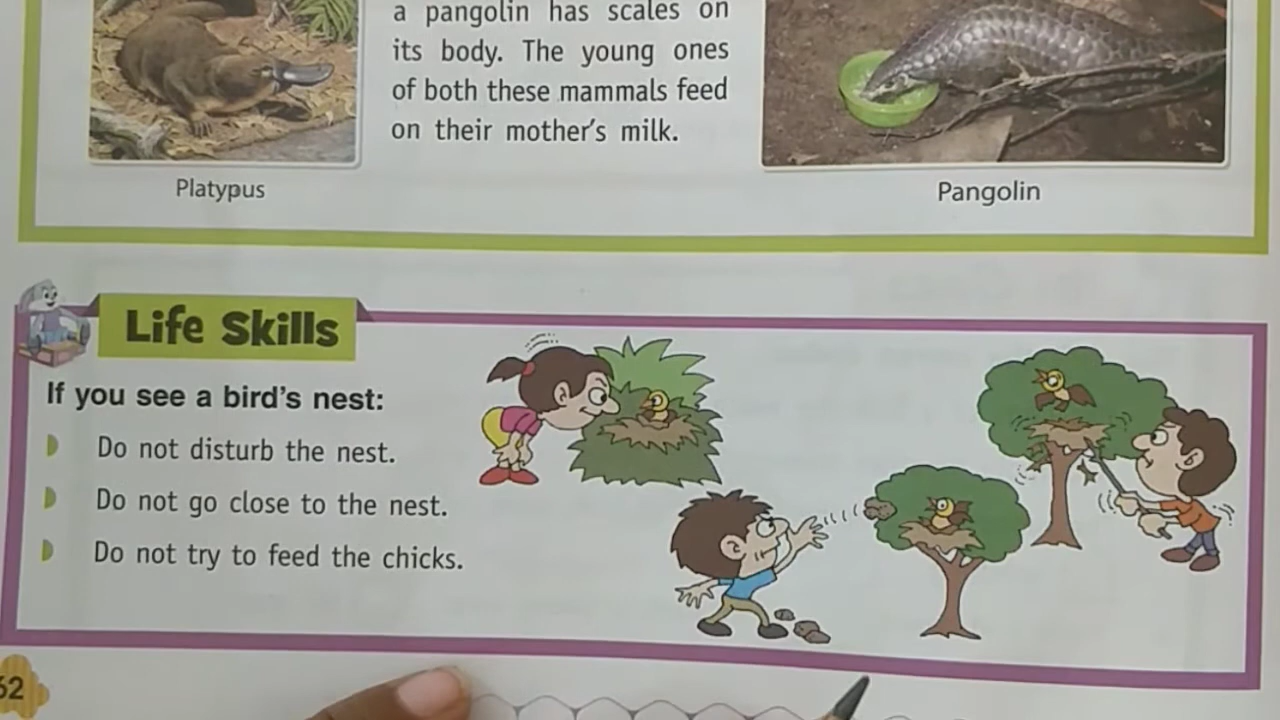 a pangolin has scales on
its body. The young ones
of both these mammals feed
on their mother's milk.
Platypus
Pangolin
Life Skills
If you see a bird's nest:
Do not disturb the nest.
Do not go close to the nest.
Do not try to feed the chicks.
62